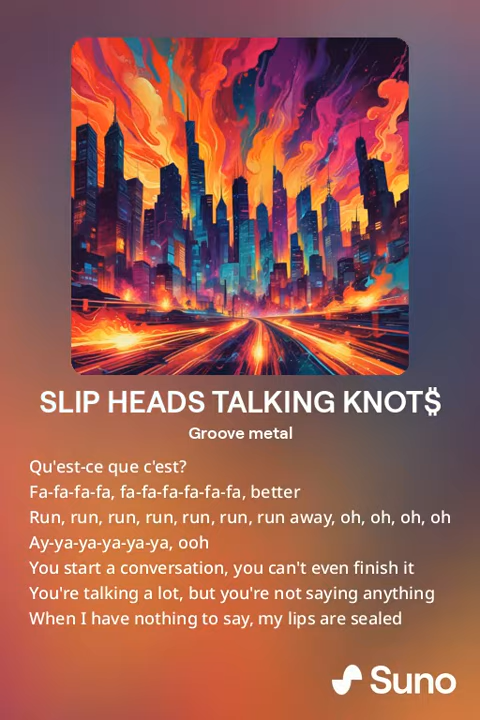 SLIP HEADS TALKING KNOT$
Groove metal
Qu'est-ce que c'est?
Fa-fa-fa-fa, fa-fa-fa-fa-fa-fa, better
Run, run, run, run, run, run, run away, oh, oh, oh, oh
Ay-ya-ya-ya-ya-ya, ooh
You start a conversation, you can't even finish it
You're talking a lot, but you're not saying anything
When I have nothing to say, my lips are sealed
Suno